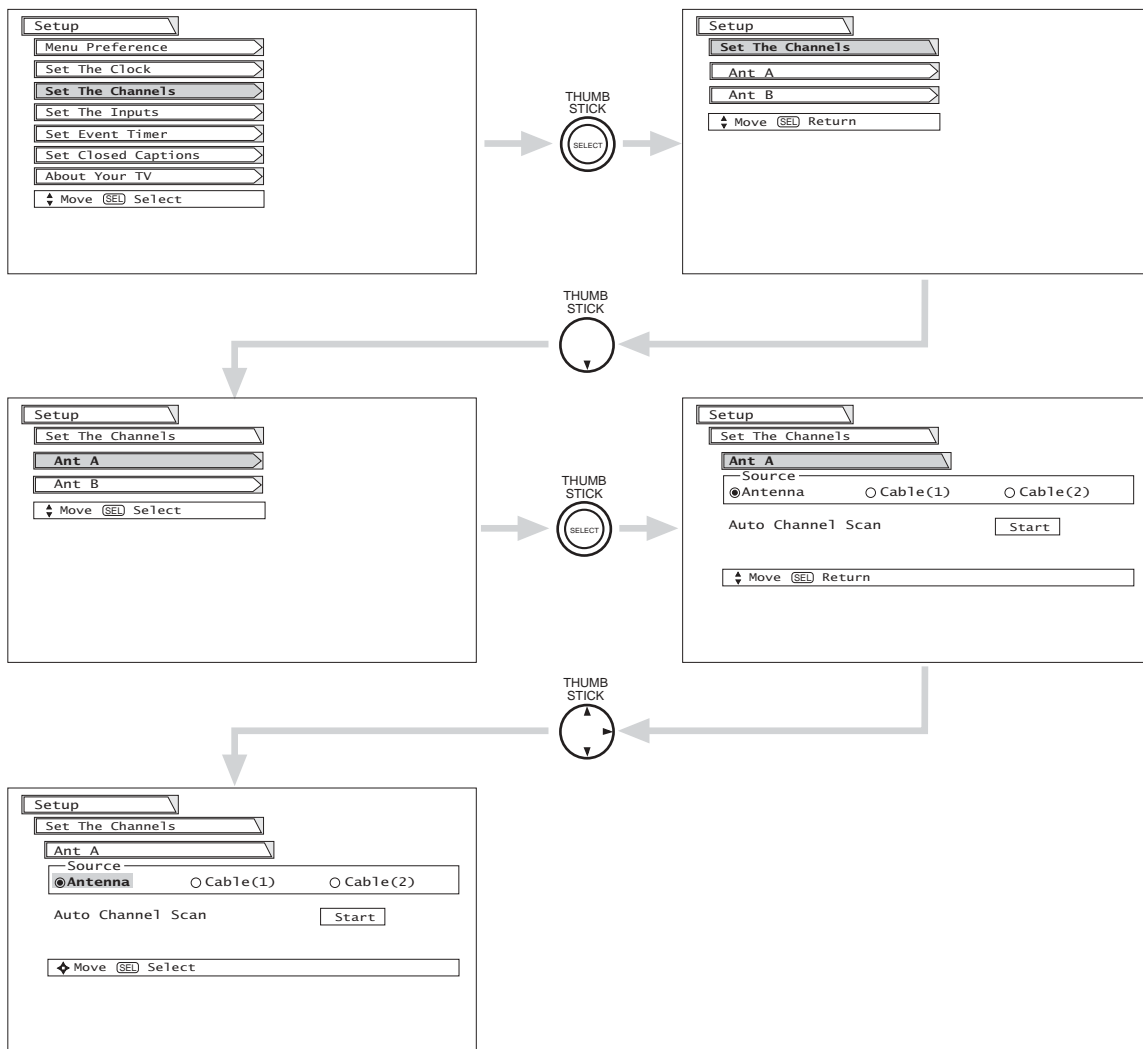 Setup
Menu Preference
Set The Clock
Set The Channels
Set The Inputs
Set Event Timer
Set Closed Captions
About Your TV
Move SEL Select
THUMB
STICK
SELECT
Setup
Set The Channels
Ant A
Ant B
Move SEL Return
THUMB
STICK
Setup
Set The Channels
Ant A
Ant B
Move SEL Select
THUMB
STICK
SELECT
Setup
Set The Channels
Ant A
Source
Antenna Cable(1) Cable(2)
Auto Channel Scan Start
Move SEL Return
THUMB
STICK
Setup
Set The Channels
Ant A
Source
Antenna Cable(1) Cable(2)
Auto Channel Scan Start
Move SEL Select